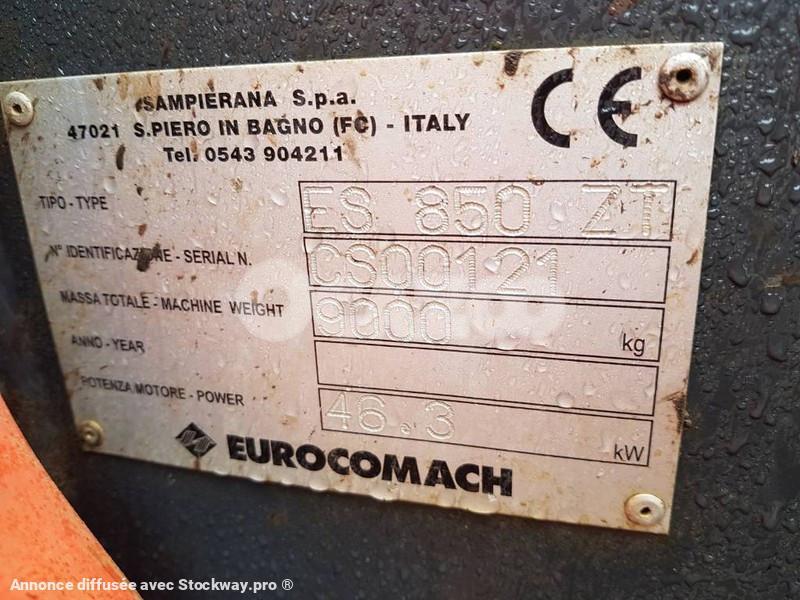 SAMPIERANA S.p.a.
47021 S.PIERO IN BAGNO (FC) - ITALY
Tel. 0543 904211
CE
TIPO - TYPE ES 850 ZT
N° IDENTIFICAZIONE - SERIAL N. CS00121
MASSA TOTALE - MACHINE WEIGHT 9000 kg
ANNO - YEAR
POTENZA MOTORE - POWER 46.3 kW
EUROCOMACH
Annonce diffusée avec Stockway.pro ®